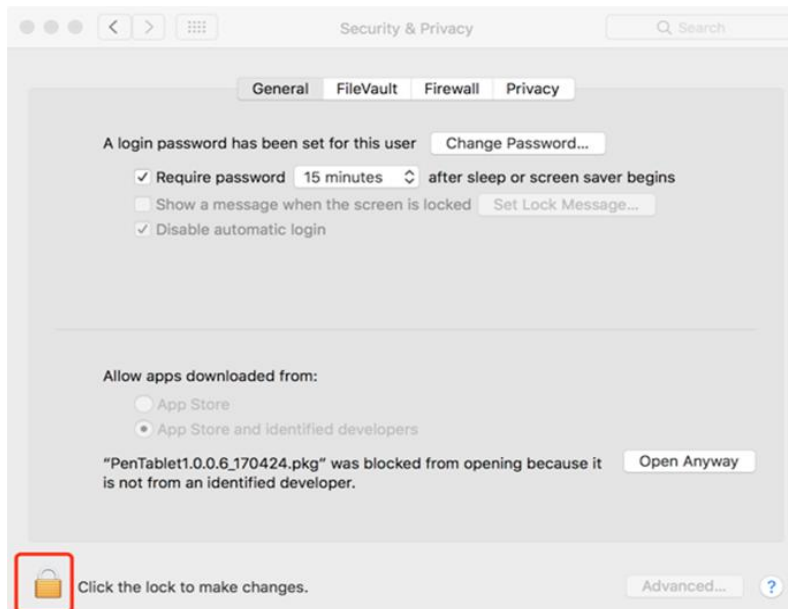 Security & Privacy
Search
General FileVault Firewall Privacy
A login password has been set for this user Change Password...
Require password 15 minutes after sleep or screen saver begins
Show a message when the screen is locked Set Lock Message...
Disable automatic login
Allow apps downloaded from:
App Store
App Store and identified developers
“PenTablet1.0.0.6_170424.pkg” was blocked from opening because it Open Anyway
is not from an identified developer.
Click the lock to make changes. Advanced... ?